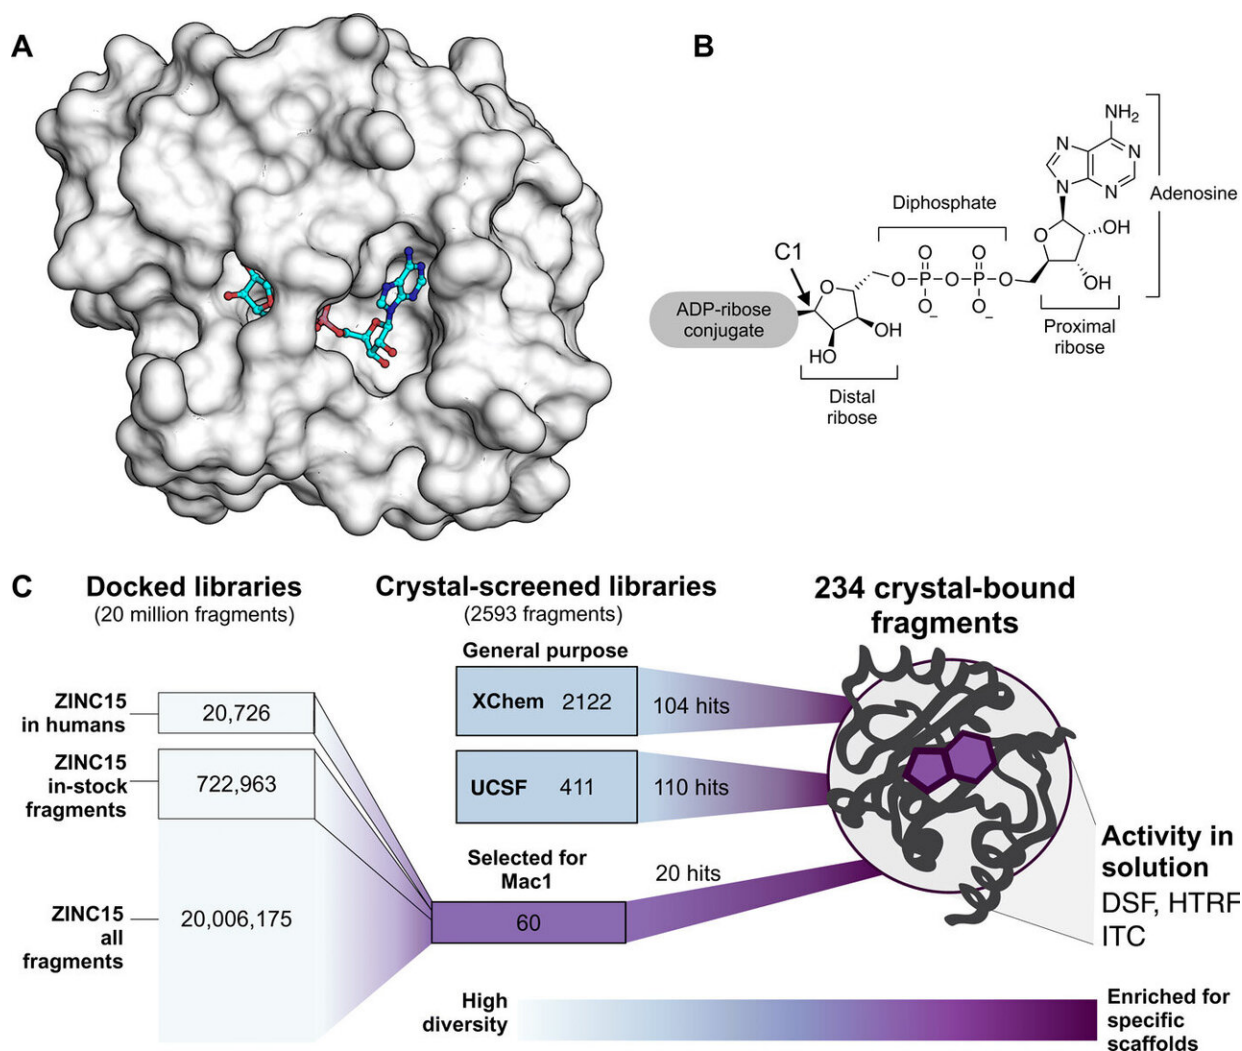 A
B
NH₂
N
N
N
N
Adenosine
Diphosphate
O
OH
OH
O
O
O
P
P
O
O
O⁻
O⁻
C1
O
ADP-ribose
conjugate
OH
HO
Proximal
ribose
Distal
ribose
C
Docked libraries
(20 million fragments)
Crystal-screened libraries
(2593 fragments)
234 crystal-bound
fragments
General purpose
ZINC15
in humans
20,726
XChem 2122
104 hits
ZINC15
in-stock
fragments
722,963
UCSF 411
110 hits
Selected for
Mac1
20 hits
ZINC15
all
fragments
20,006,175
60
Activity in
solution
DSF, HTRF
ITC
High
diversity
Enriched for
specific
scaffolds